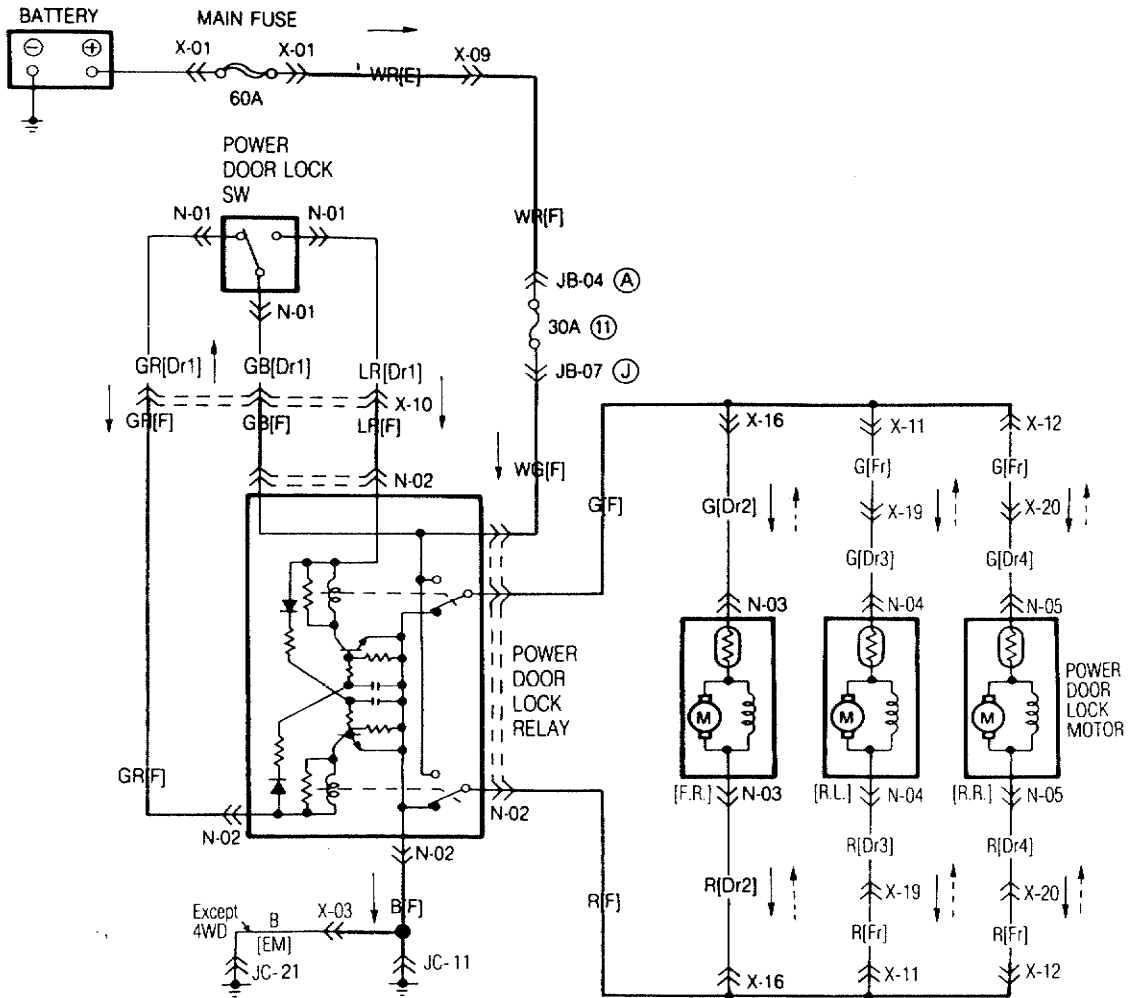 BATTERY
MAIN FUSE
X-01
X-01
X-09
WR[E]
60A
POWER
DOOR LOCK
SW
N-01
N-01
N-01
WR[F]
JB-04 (A)
30A (11)
JB-07 (J)
GR[Dr1]
GB[Dr1]
LR[Dr1]
X-10
GR[F]
GB[F]
LR[F]
N-02
WG[F]
G[F]
X-16
X-11
X-12
G[Fr]
G[Fr]
G[Dr2]
X-19
X-20
G[Dr3]
G[Dr4]
N-03
N-04
N-05
POWER
DOOR
LOCK
RELAY
POWER
DOOR
LOCK
MOTOR
M
M
M
GR[F]
[F.R.]
N-03
[R.L.]
N-04
[R.R.]
N-05
N-02
N-02
N-02
R[Dr3]
R[Dr4]
R[F]
R[Dr2]
X-19
X-20
Except
4WD
B
[EM]
X-03
B[F]
R[Fr]
R[Fr]
JC-21
JC-11
X-16
X-11
X-12